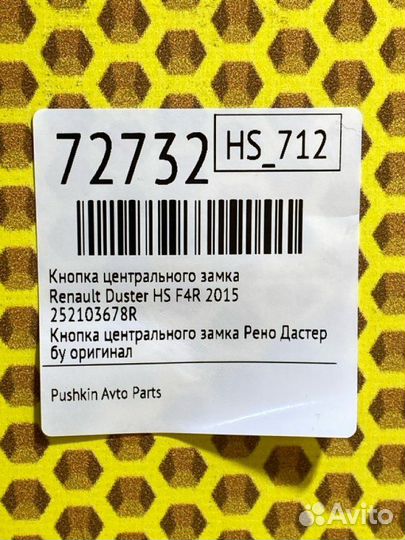 72732
HS_712
Кнопка центрального замка
Renault Duster HS F4R 2015
252103678R
Кнопка центрального замка Рено Дастер
бу оригинал
Pushkin Avto Parts
Avito